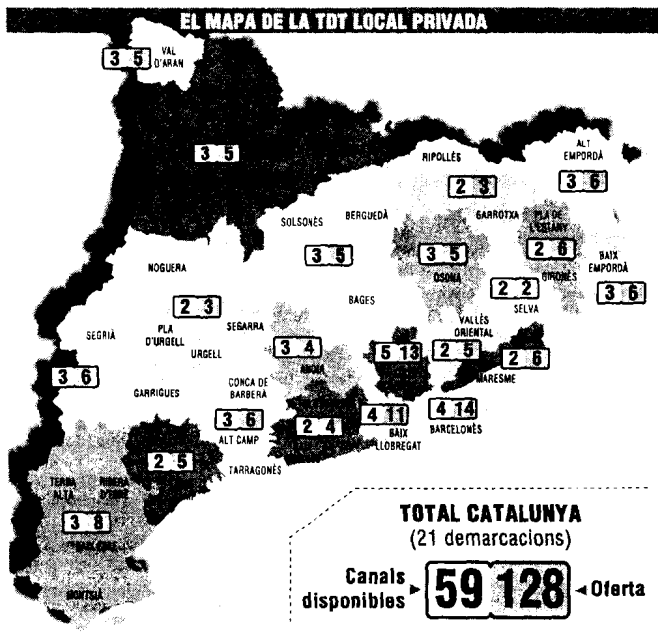 EL MAPA DE LA TDT LOCAL PRIVADA
VAL
D'ARAN
3 5
3 5
RIPOLLÈS
2 3
ALT
EMPORDÀ
3 6
SOLSONÈS
BERGUEDÀ
3 5
GARROTXA
3 5
OSONA
PLA DE
L'ESTANY
2 6
GIRONÈS
BAIX
EMPORDÀ
3 6
NOGUERA
2 3
BAGES
2 2
SELVA
SEGRIÀ
3 6
PLA
D'URGELL
URGELL
SEGARRA
3 4
ANOIA
5 13
VALLÈS
ORIENTAL
2 5
2 6
MARESME
GARRIGUES
CONCA DE
BARBERÀ
3 6
ALT CAMP
2 4
4 11
BAIX
LLOBREGAT
4 14
BARCELONÈS
2 5
TARRAGONÈS
TERRA
ALTA
RIBERA
D'EBRE
3 8
MONTSIÀ
TOTAL CATALUNYA
(21 demarcacions)
Canals
disponibles
59 128
Oferta